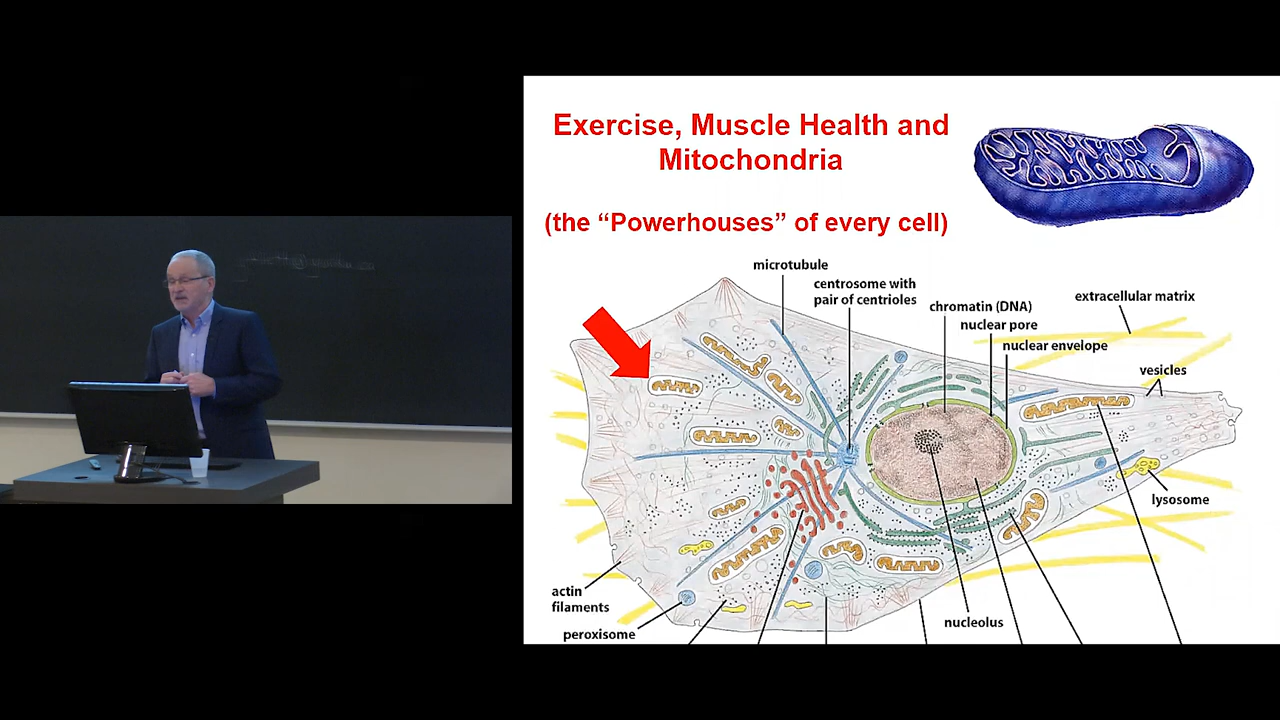 Exercise, Muscle Health and
Mitochondria
(the “Powerhouses” of every cell)
microtubule
centrosome with
pair of centrioles
chromatin (DNA)
nuclear pore
nuclear envelope
extracellular matrix
vesicles
lysosome
actin
filaments
peroxisome
nucleolus